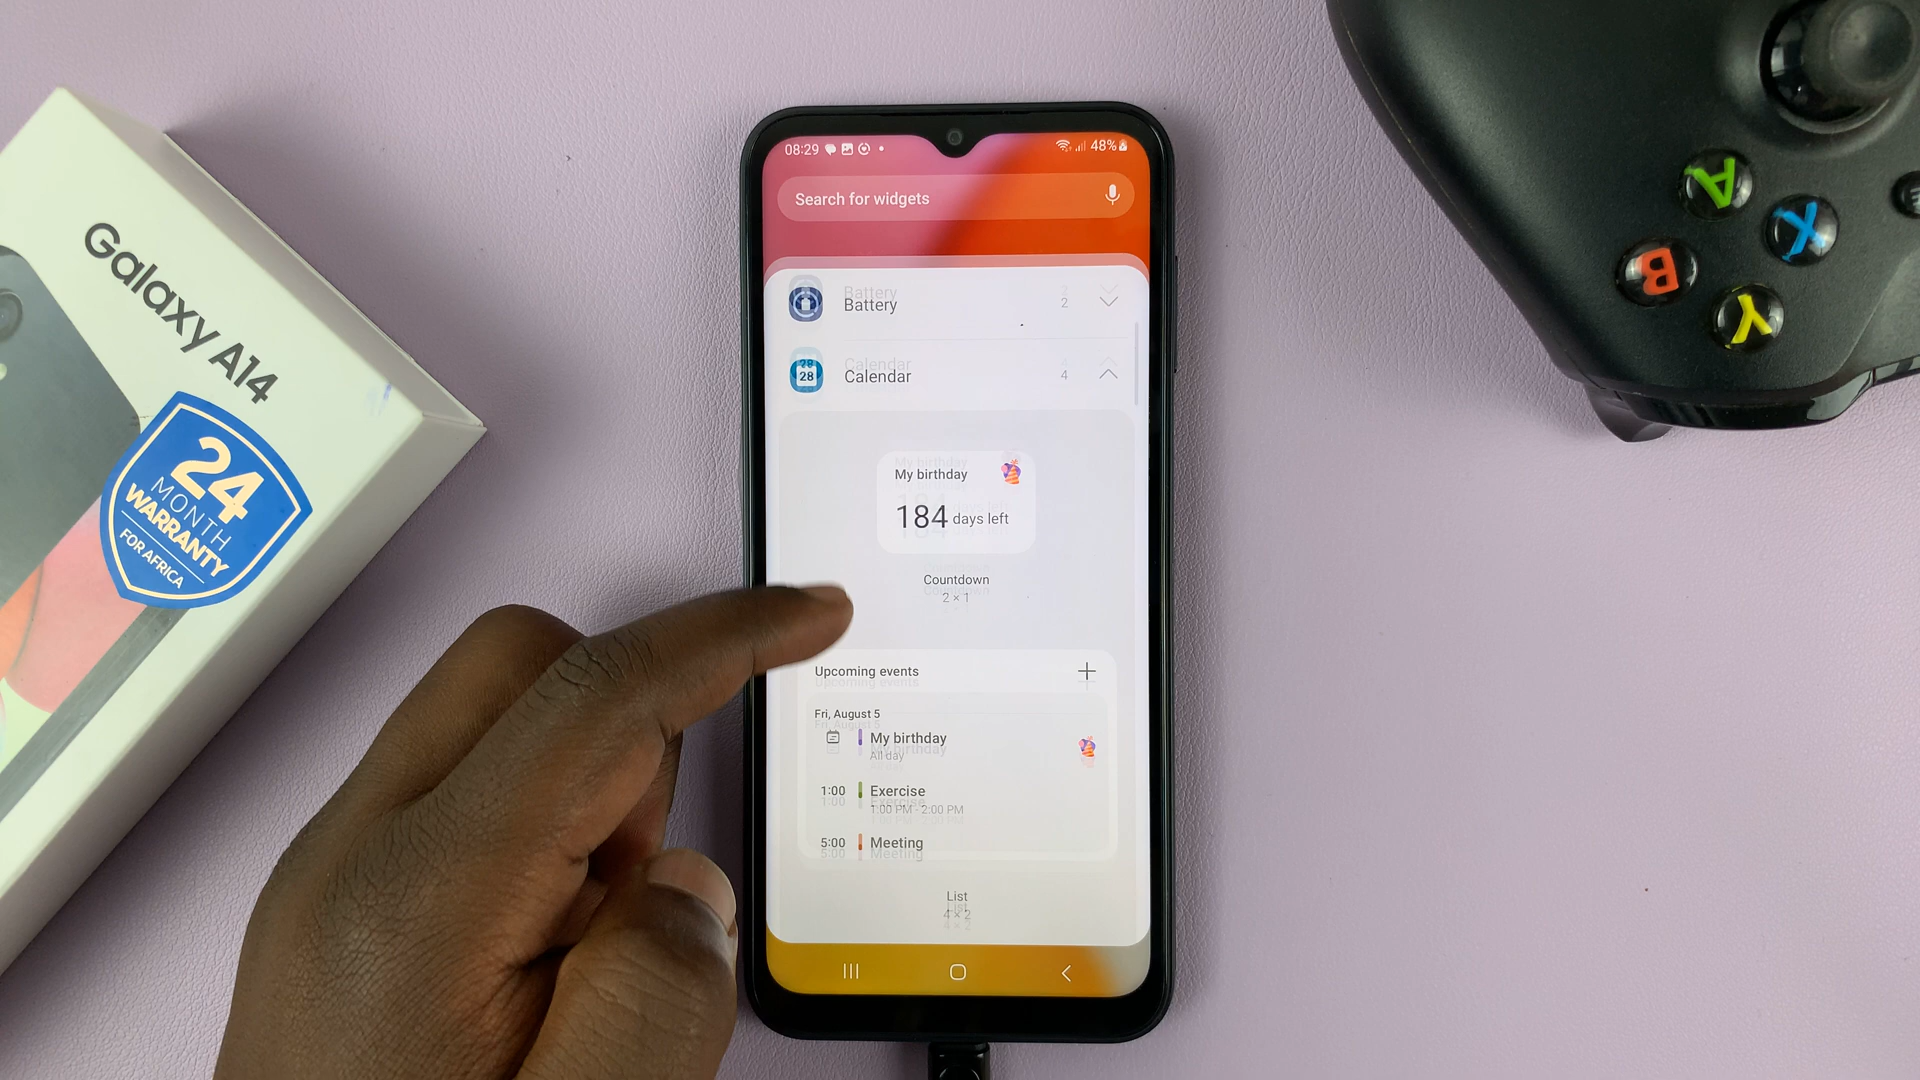 Galaxy A14
24
MONTH
WARRANTY
FOR AFRICA
08:29
48%
Search for widgets
Battery
2
28
Calendar
4
My birthday
184 days left
Countdown
2 × 1
Upcoming events
Fri, August 5
My birthday
All day
1:00 Exercise
1:00 PM - 2:00 PM
5:00 Meeting
List
4 × 2
A
X
B
Y